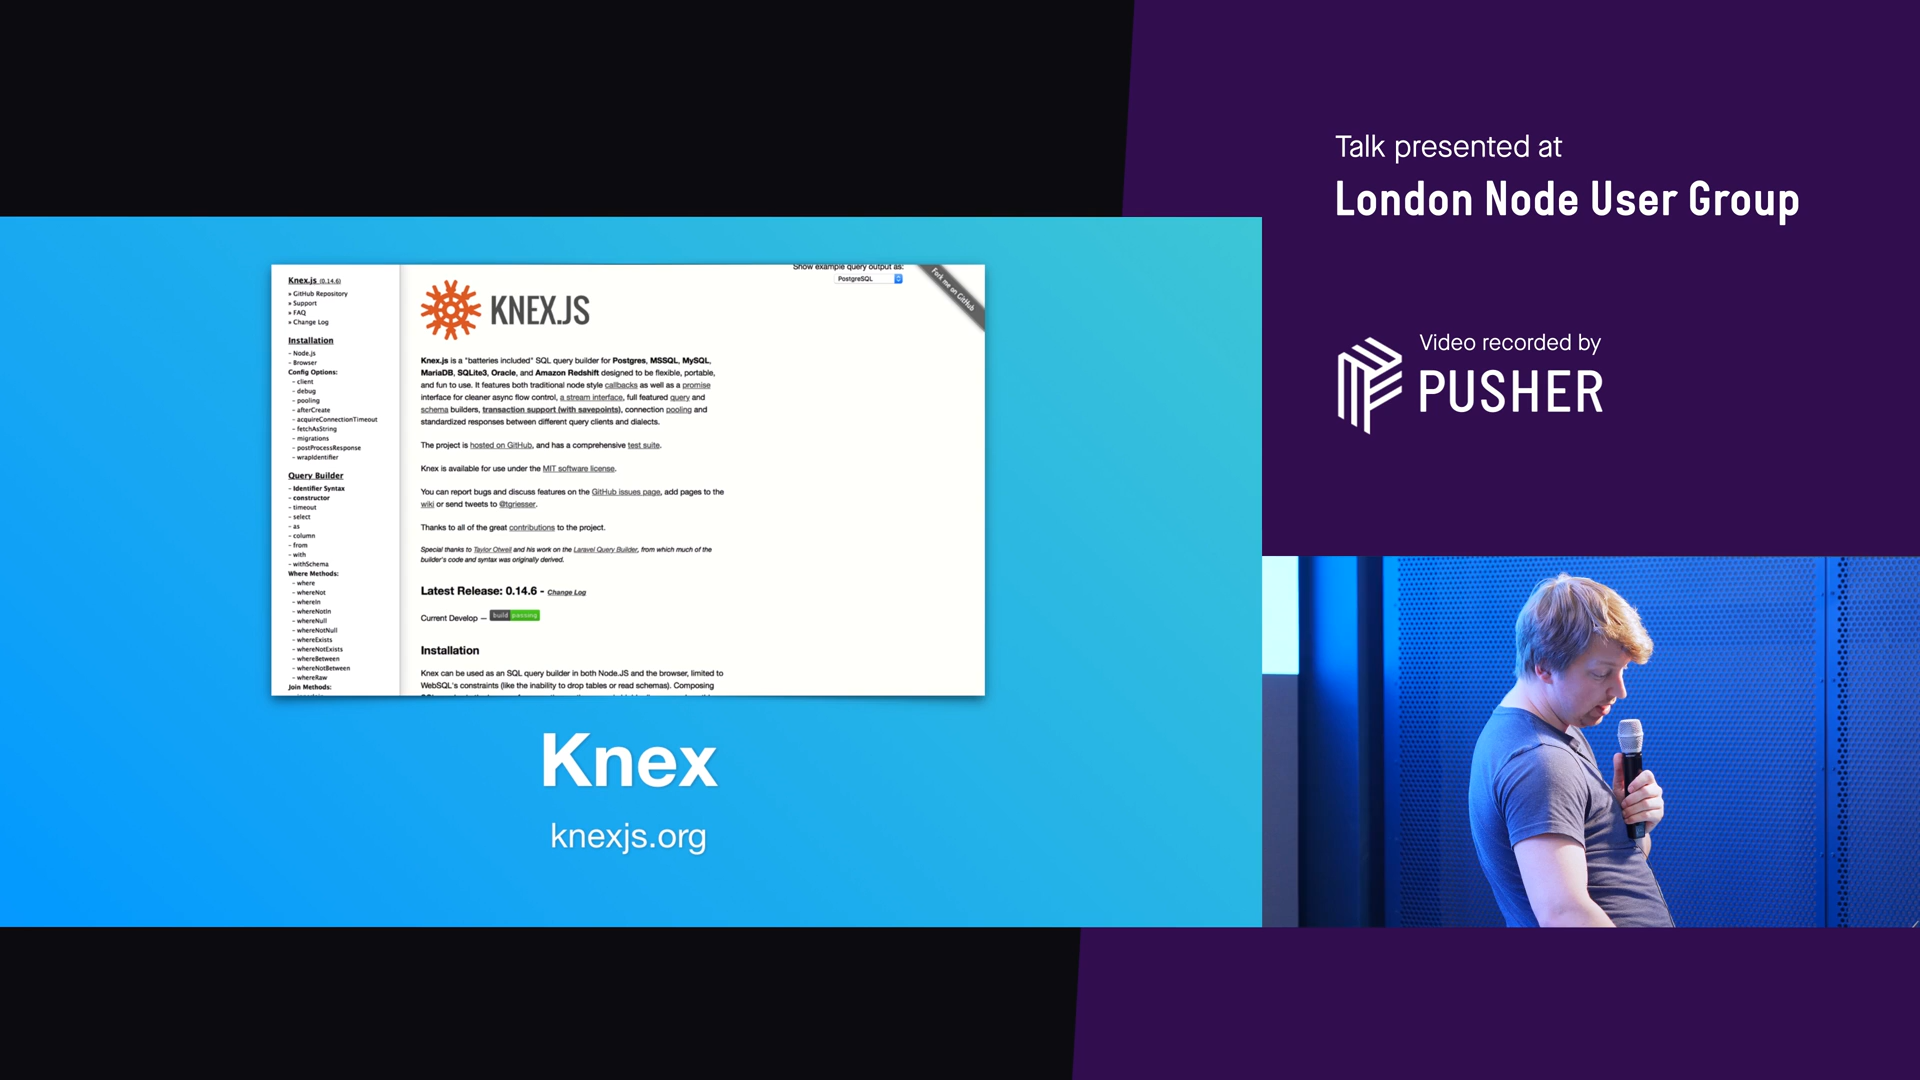 Talk presented at
London Node User Group
Video recorded by
PUSHER
Knex.js (0.14.6)
» GitHub Repository
» Support
» FAQ
» Change Log
Installation
– Node.js
– Browser
Config Options:
– client
– debug
– pooling
– afterCreate
– acquireConnectionTimeout
– fetchAsString
– migrations
– postProcessResponse
– wrapIdentifier
Query Builder
– Identifier Syntax
– constructor
– timeout
– select
– as
– column
– from
– with
– withSchema
Where Methods:
– where
– whereNot
– whereIn
– whereNotIn
– whereNull
– whereNotNull
– whereExists
– whereNotExists
– whereBetween
– whereNotBetween
– whereRaw
Join Methods:
Show example query output as:
PostgreSQL
Fork me on GitHub
KNEX.JS
Knex.js is a "batteries included" SQL query builder for Postgres, MSSQL, MySQL,
MariaDB, SQLite3, Oracle, and Amazon Redshift designed to be flexible, portable,
and fun to use. It features both traditional node style callbacks as well as a promise
interface for cleaner async flow control, a stream interface, full featured query and
schema builders, transaction support (with savepoints), connection pooling and
standardized responses between different query clients and dialects.
The project is hosted on GitHub, and has a comprehensive test suite.
Knex is available for use under the MIT software license.
You can report bugs and discuss features on the GitHub issues page, add pages to the
wiki or send tweets to @tgriesser.
Thanks to all of the great contributions to the project.
Special thanks to Taylor Otwell and his work on the Laravel Query Builder, from which much of the
builder's code and syntax was originally derived.
Latest Release: 0.14.6 - Change Log
Current Develop — build passing
Installation
Knex can be used as an SQL query builder in both Node.JS and the browser, limited to
WebSQL's constraints (like the inability to drop tables or read schemas). Composing
Knex
knexjs.org